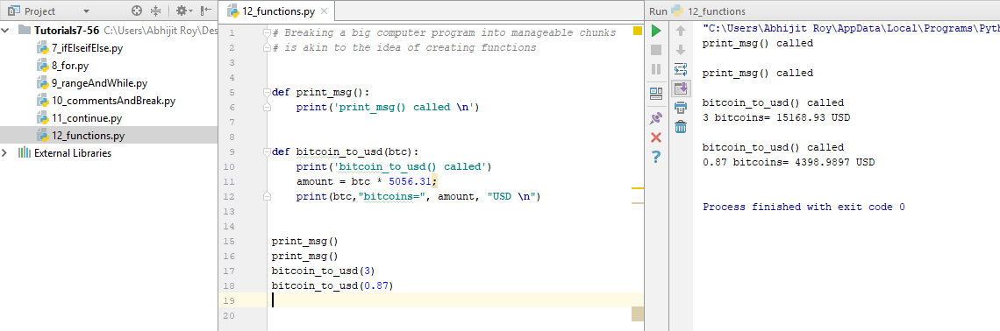 Project
Tutorials7-56 C:\Users\Abhijit Roy\Des
7_ifElseifElse.py
8_for.py
9_rangeAndWhile.py
10_commentsAndBreak.py
11_continue.py
12_functions.py
External Libraries
12_functions.py
1 # Breaking a big computer program into manageable chunks
2 # is akin to the idea of creating functions
3
4
5 def print_msg():
6 print('print_msg() called \n')
7
8
9 def bitcoin_to_usd(btc):
10 print('bitcoin_to_usd() called')
11 amount = btc * 5056.31;
12 print(btc,"bitcoins=", amount, "USD \n")
13
14
15 print_msg()
16 print_msg()
17 bitcoin_to_usd(3)
18 bitcoin_to_usd(0.87)
19
20
Run 12_functions
"C:\Users\Abhijit Roy\AppData\Local\Programs\Pyth
print_msg() called
print_msg() called
bitcoin_to_usd() called
3 bitcoins= 15168.93 USD
bitcoin_to_usd() called
0.87 bitcoins= 4398.9897 USD
Process finished with exit code 0